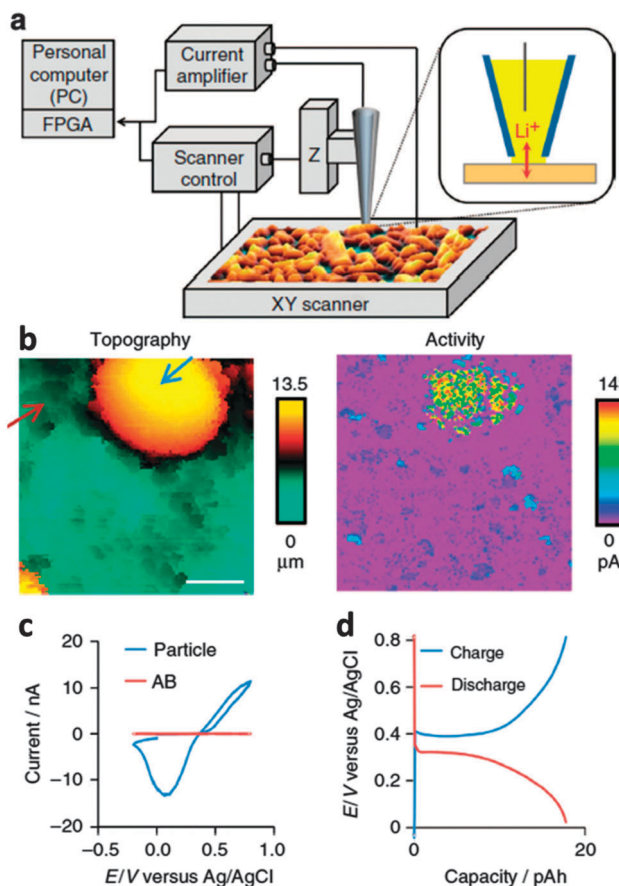 a
Personal
computer
(PC)
FPGA
Current
amplifier
Scanner
control
Z
Li⁺
XY scanner
b
Topography
13.5
0
μm
Activity
14
0
pA
c
Particle
AB
Current / nA
20
10
0
−10
−20
−0.5
0.0
0.5
1.0
E/V versus Ag/AgCl
d
Charge
Discharge
E/V versus Ag/AgCl
0.8
0.6
0.4
0.2
0
0
20
Capacity / pAh